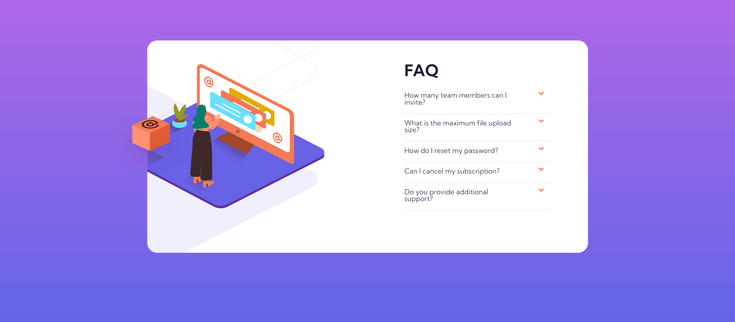 FAQ
How many team members can I
invite?
What is the maximum file upload
size?
How do I reset my password?
Can I cancel my subscription?
Do you provide additional
support?